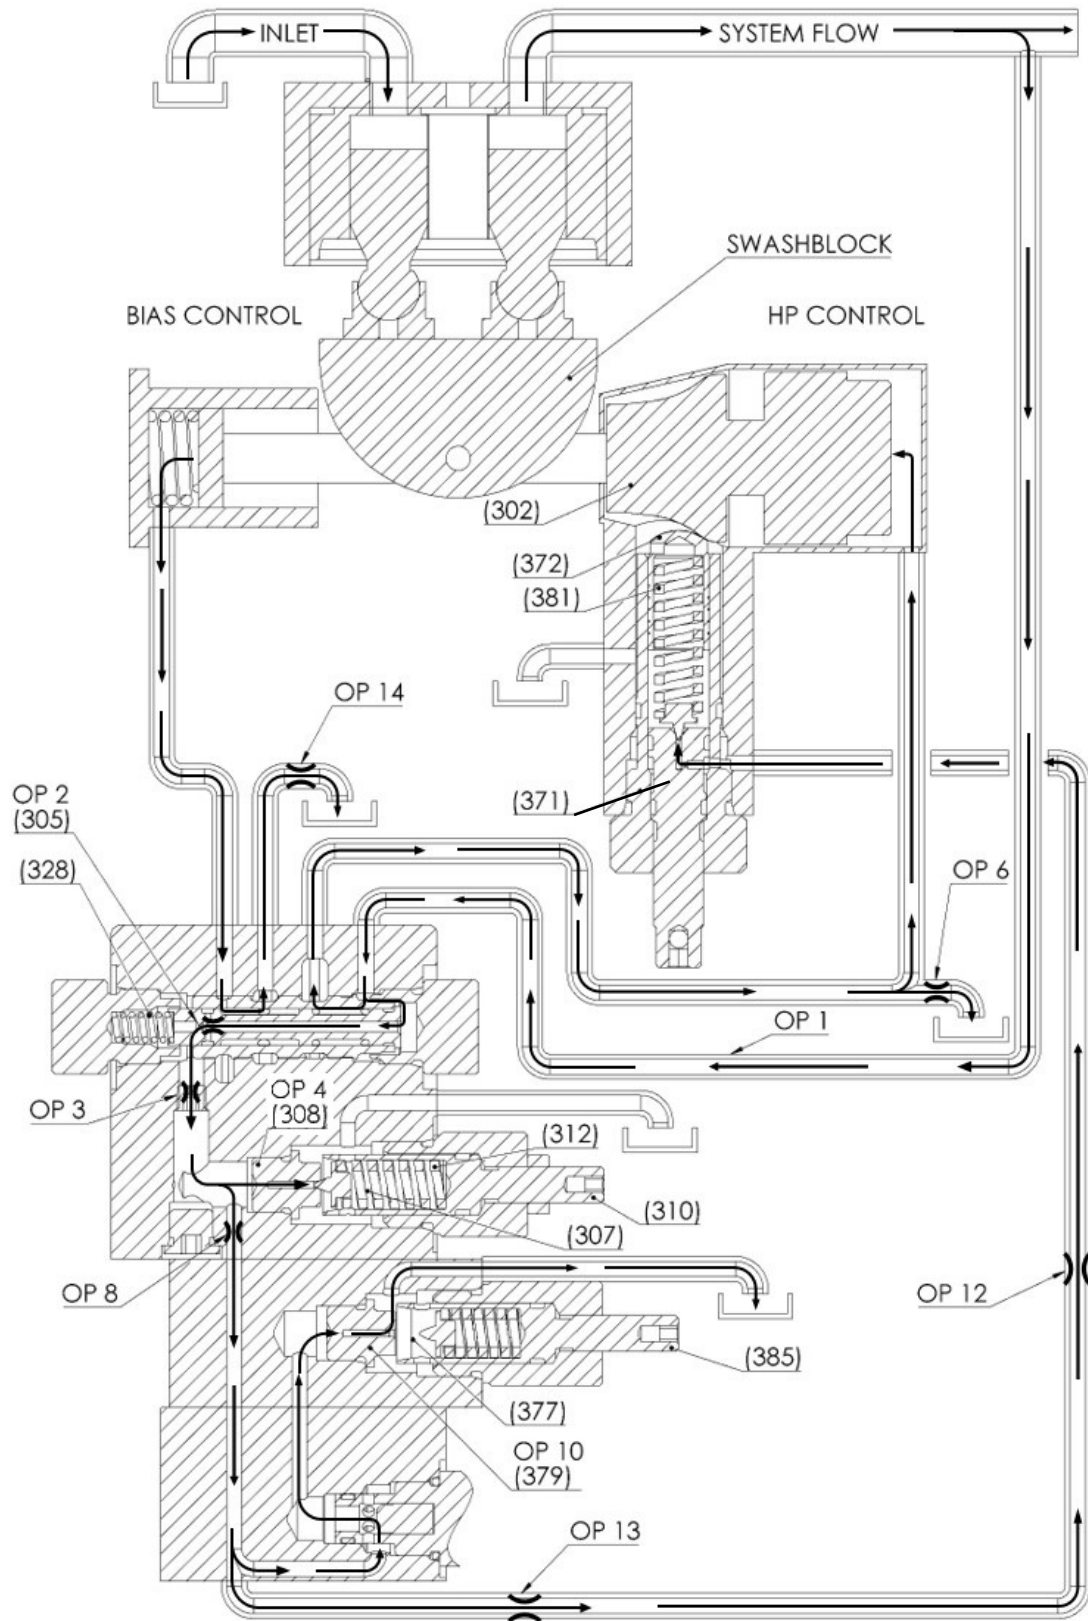 INLET
SYSTEM FLOW
SWASHBLOCK
BIAS CONTROL
HP CONTROL
(302)
(372)
(381)
OP 14
OP 2
(305)
(371)
(328)
OP 6
OP 1
OP 4
(308)
OP 3
(312)
(310)
(307)
OP 8
OP 12
(385)
(377)
OP 10
(379)
OP 13